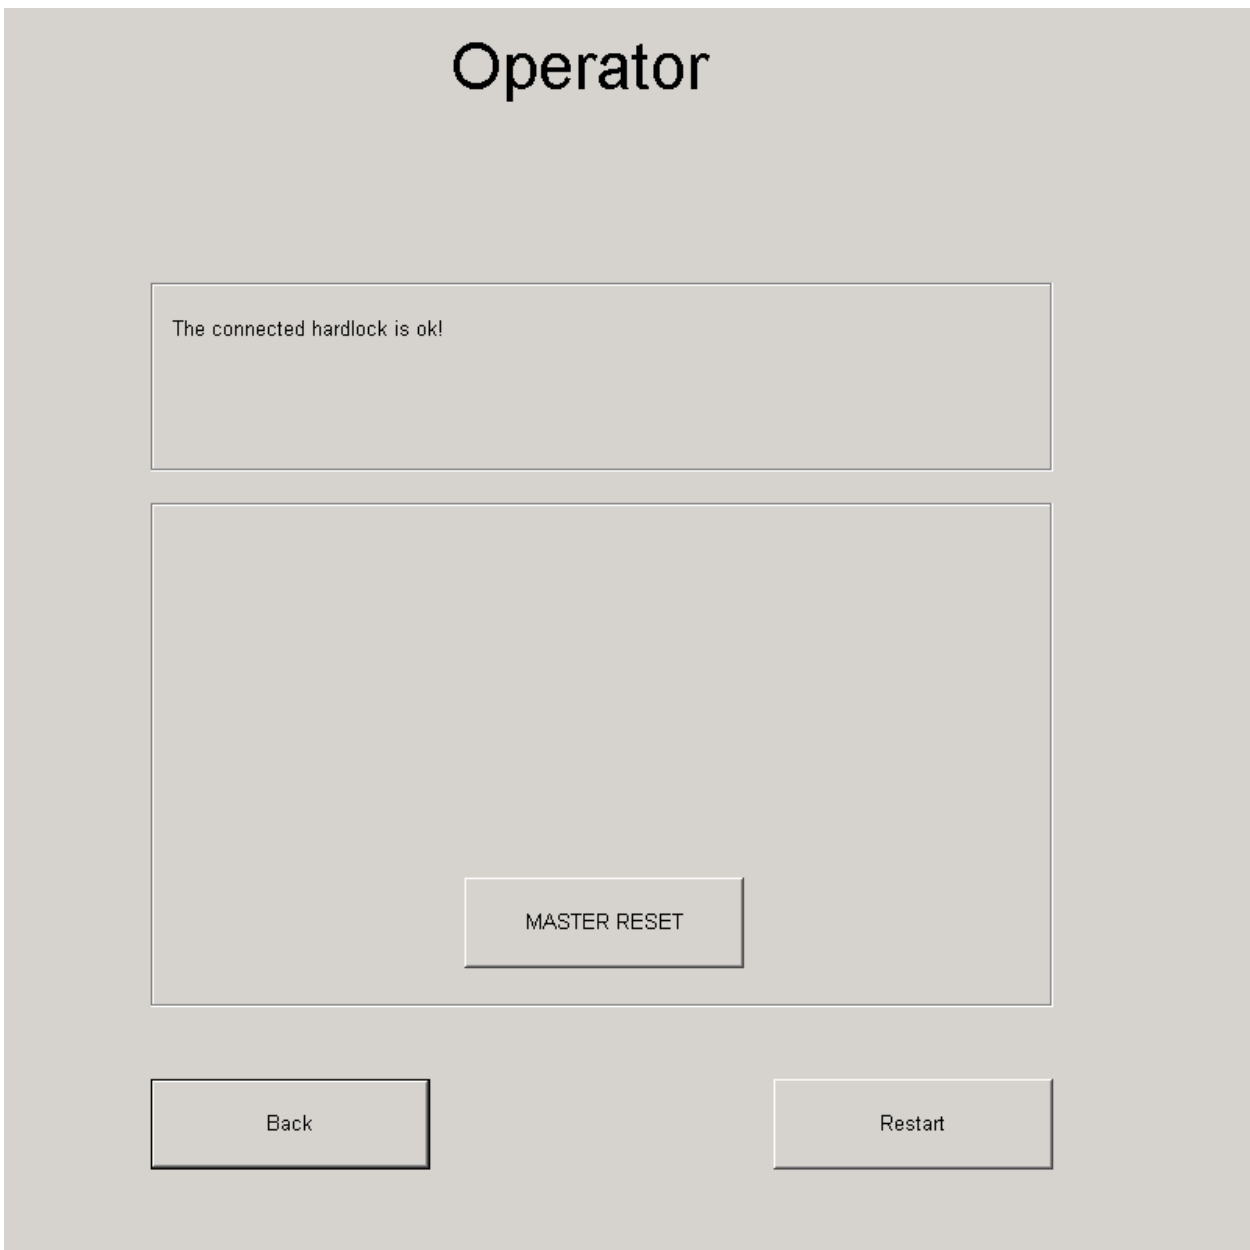 Operator
The connected hardlock is ok!
MASTER RESET
Back
Restart